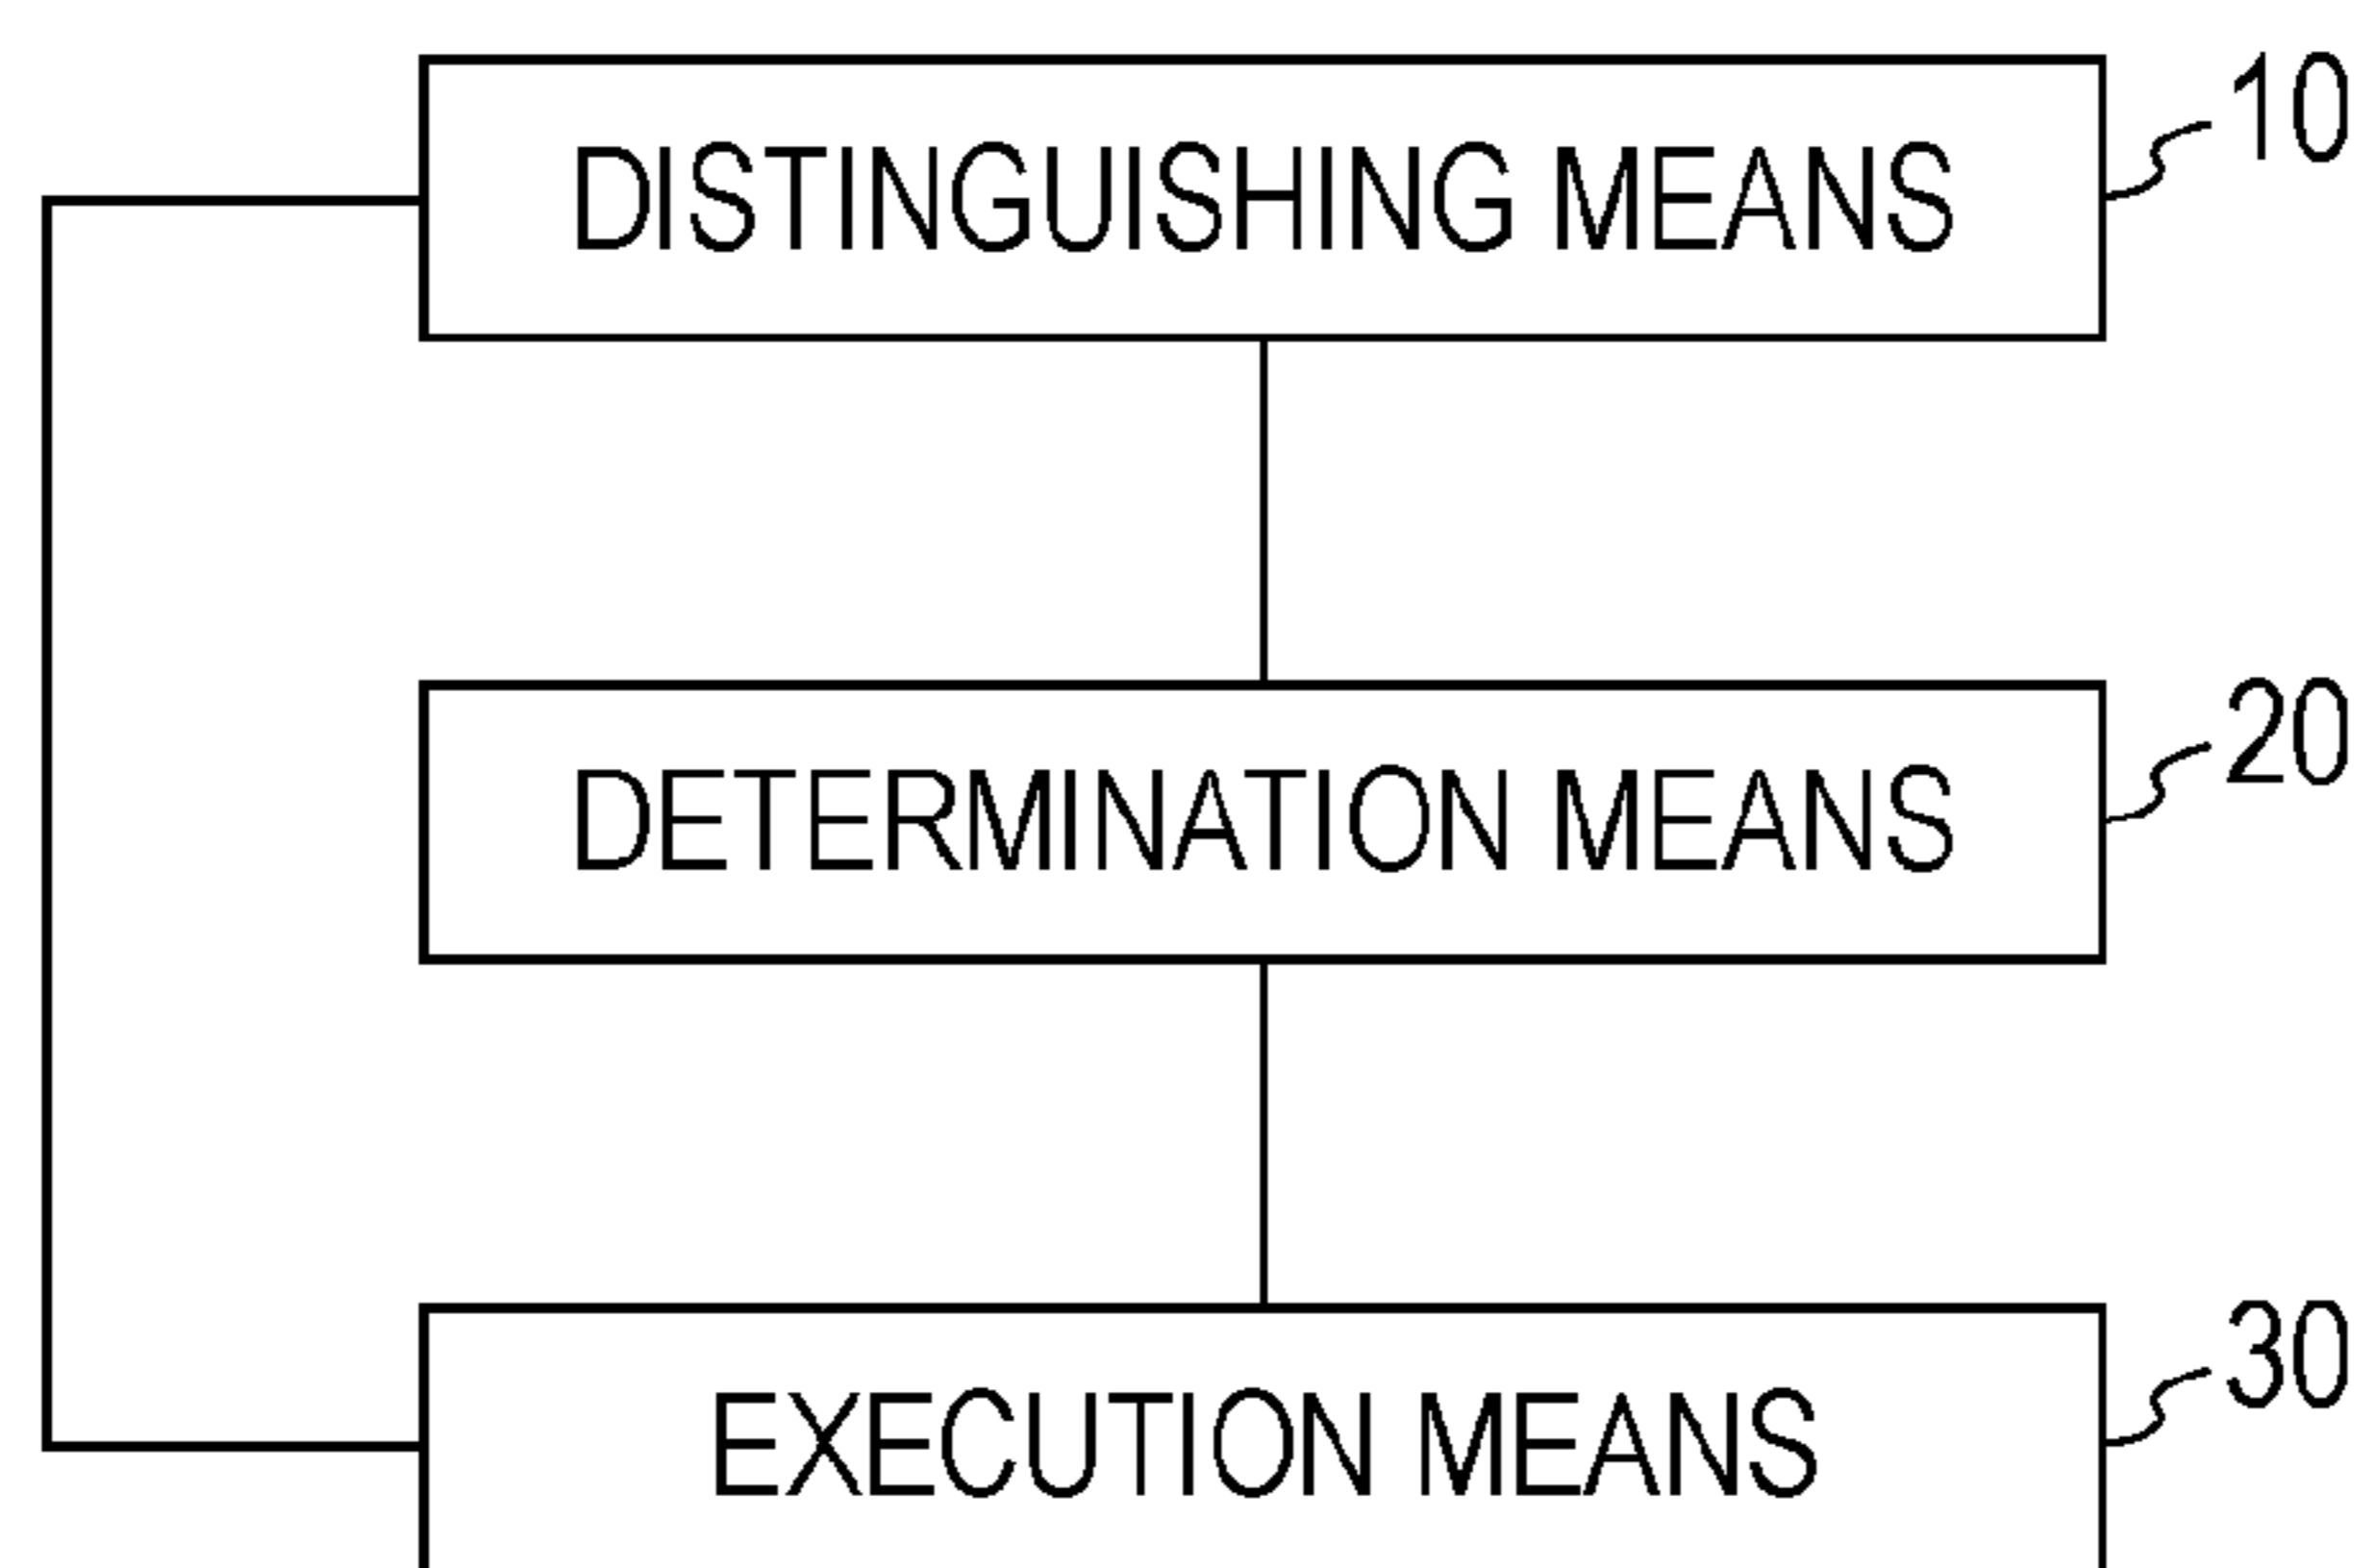 10
DISTINGUISHING MEANS
20
DETERMINATION MEANS
30
EXECUTION MEANS